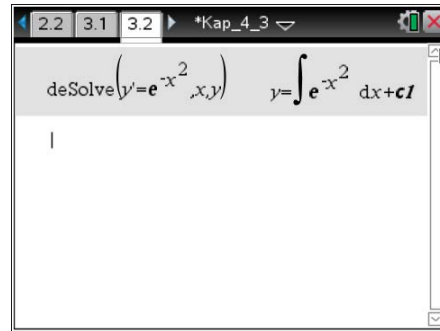 2.2 3.1 3.2 *Kap_4_3
deSolve(y'=e^-x^2,x,y) y=∫e^-x^2 dx+c1